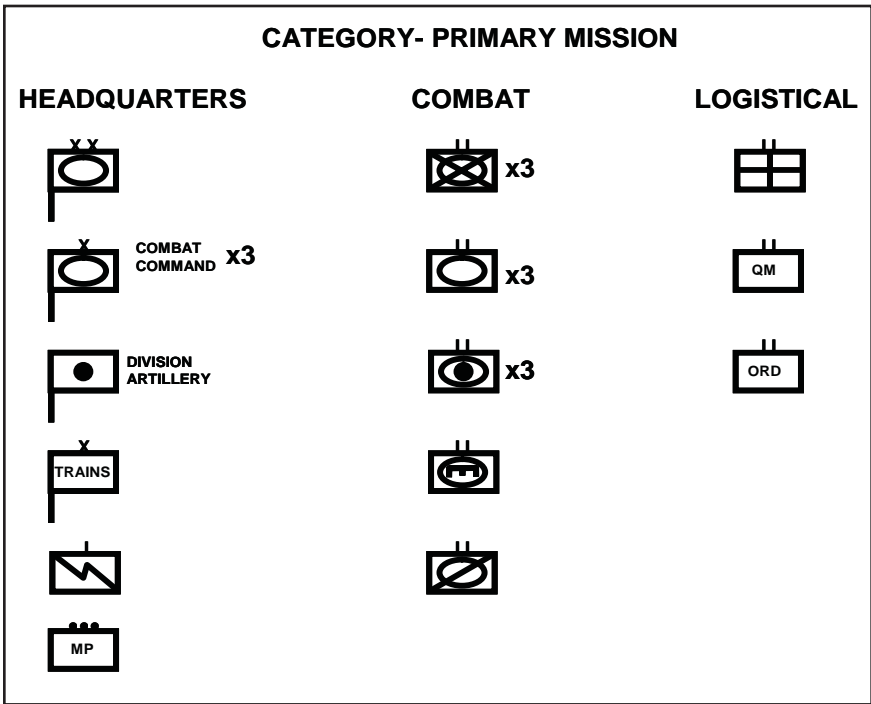 CATEGORY- PRIMARY MISSION
HEADQUARTERS COMBAT LOGISTICAL
X X
x3
X
COMBAT
COMMAND x3
x3
QM
DIVISION
ARTILLERY
x3
ORD
X
TRAINS
MP